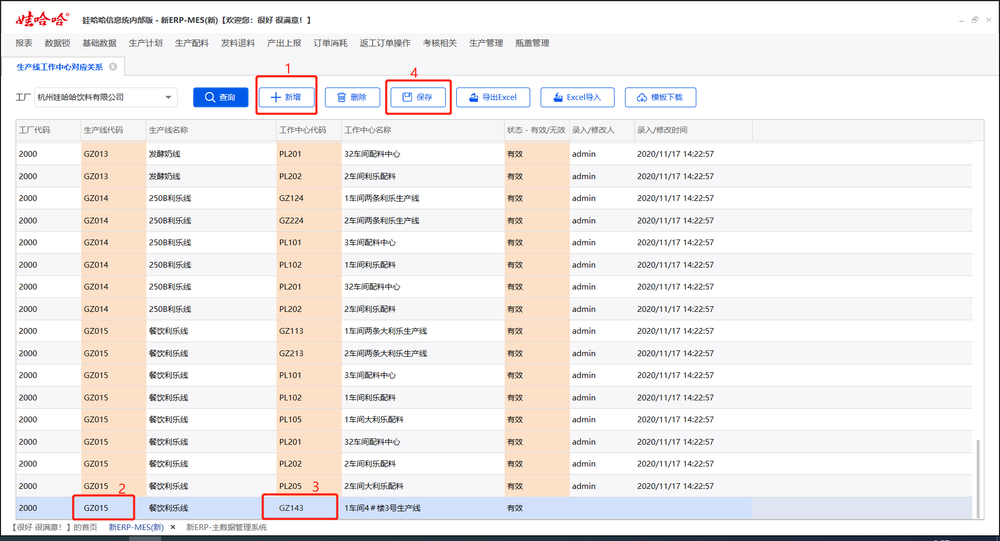 娃哈哈® 娃哈哈信息统内部版 - 新ERP-MES(新)【欢迎您：很好 很满意！】
报表 数据锁 基础数据 生产计划 生产配料 发料退料 产出上报 订单消耗 返工订单操作 考核相关 生产管理 瓶盖管理
生产线工作中心对应关系
1
4
工厂 杭州娃哈哈饮料有限公司 查询 新增 删除 保存 导出Excel Excel导入 模板下载
工厂代码 生产线代码 生产线名称 工作中心代码 工作中心名称 状态 - 有效/无效 录入/修改人 录入/修改时间
2000 GZ013 发酵奶线 PL201 32车间配料中心 有效 admin 2020/11/17 14:22:57
2000 GZ013 发酵奶线 PL202 2车间利乐配料 有效 admin 2020/11/17 14:22:57
2000 GZ014 250B利乐线 GZ124 1车间两条利乐生产线 有效 admin 2020/11/17 14:22:57
2000 GZ014 250B利乐线 GZ224 2车间两条利乐生产线 有效 admin 2020/11/17 14:22:57
2000 GZ014 250B利乐线 PL101 3车间配料中心 有效 admin 2020/11/17 14:22:57
2000 GZ014 250B利乐线 PL102 1车间利乐配料 有效 admin 2020/11/17 14:22:57
2000 GZ014 250B利乐线 PL201 32车间配料中心 有效 admin 2020/11/17 14:22:57
2000 GZ014 250B利乐线 PL202 2车间利乐配料 有效 admin 2020/11/17 14:22:57
2000 GZ015 餐饮利乐线 GZ113 1车间两条大利乐生产线 有效 admin 2020/11/17 14:22:57
2000 GZ015 餐饮利乐线 GZ213 2车间两条大利乐生产线 有效 admin 2020/11/17 14:22:57
2000 GZ015 餐饮利乐线 PL101 3车间配料中心 有效 admin 2020/11/17 14:22:57
2000 GZ015 餐饮利乐线 PL102 1车间利乐配料 有效 admin 2020/11/17 14:22:57
2000 GZ015 餐饮利乐线 PL105 1车间大利乐配料 有效 admin 2020/11/17 14:22:57
2000 GZ015 餐饮利乐线 PL201 32车间配料中心 有效 admin 2020/11/17 14:22:57
2000 GZ015 餐饮利乐线 PL202 2车间利乐配料 有效 admin 2020/11/17 14:22:57
2000 GZ015 2 餐饮利乐线 PL205 3 2车间大利乐配料 有效 admin 2020/11/17 14:22:57
2000 GZ015 餐饮利乐线 GZ143 1车间4＃楼3号生产线 有效
【很好 很满意！】的首页 新ERP-MES(新) 新ERP-主数据管理系统